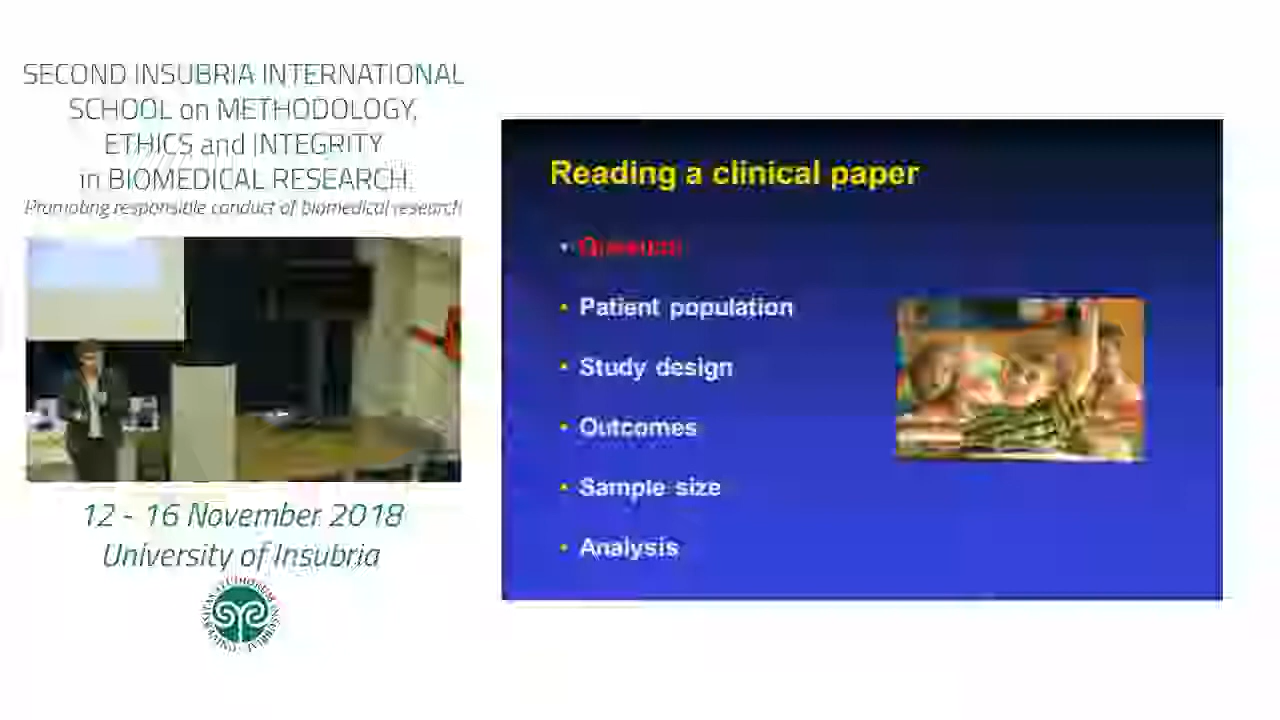 SECOND INSUBRIA INTERNATIONAL
SCHOOL on METHODOLOGY,
ETHICS and INTEGRITY
in BIOMEDICAL RESEARCH.
Promoting responsible conduct of biomedical research
12 - 16 November 2018
University of Insubria
Reading a clinical paper
• Patient population
• Study design
• Outcomes
• Sample size
• Analysis